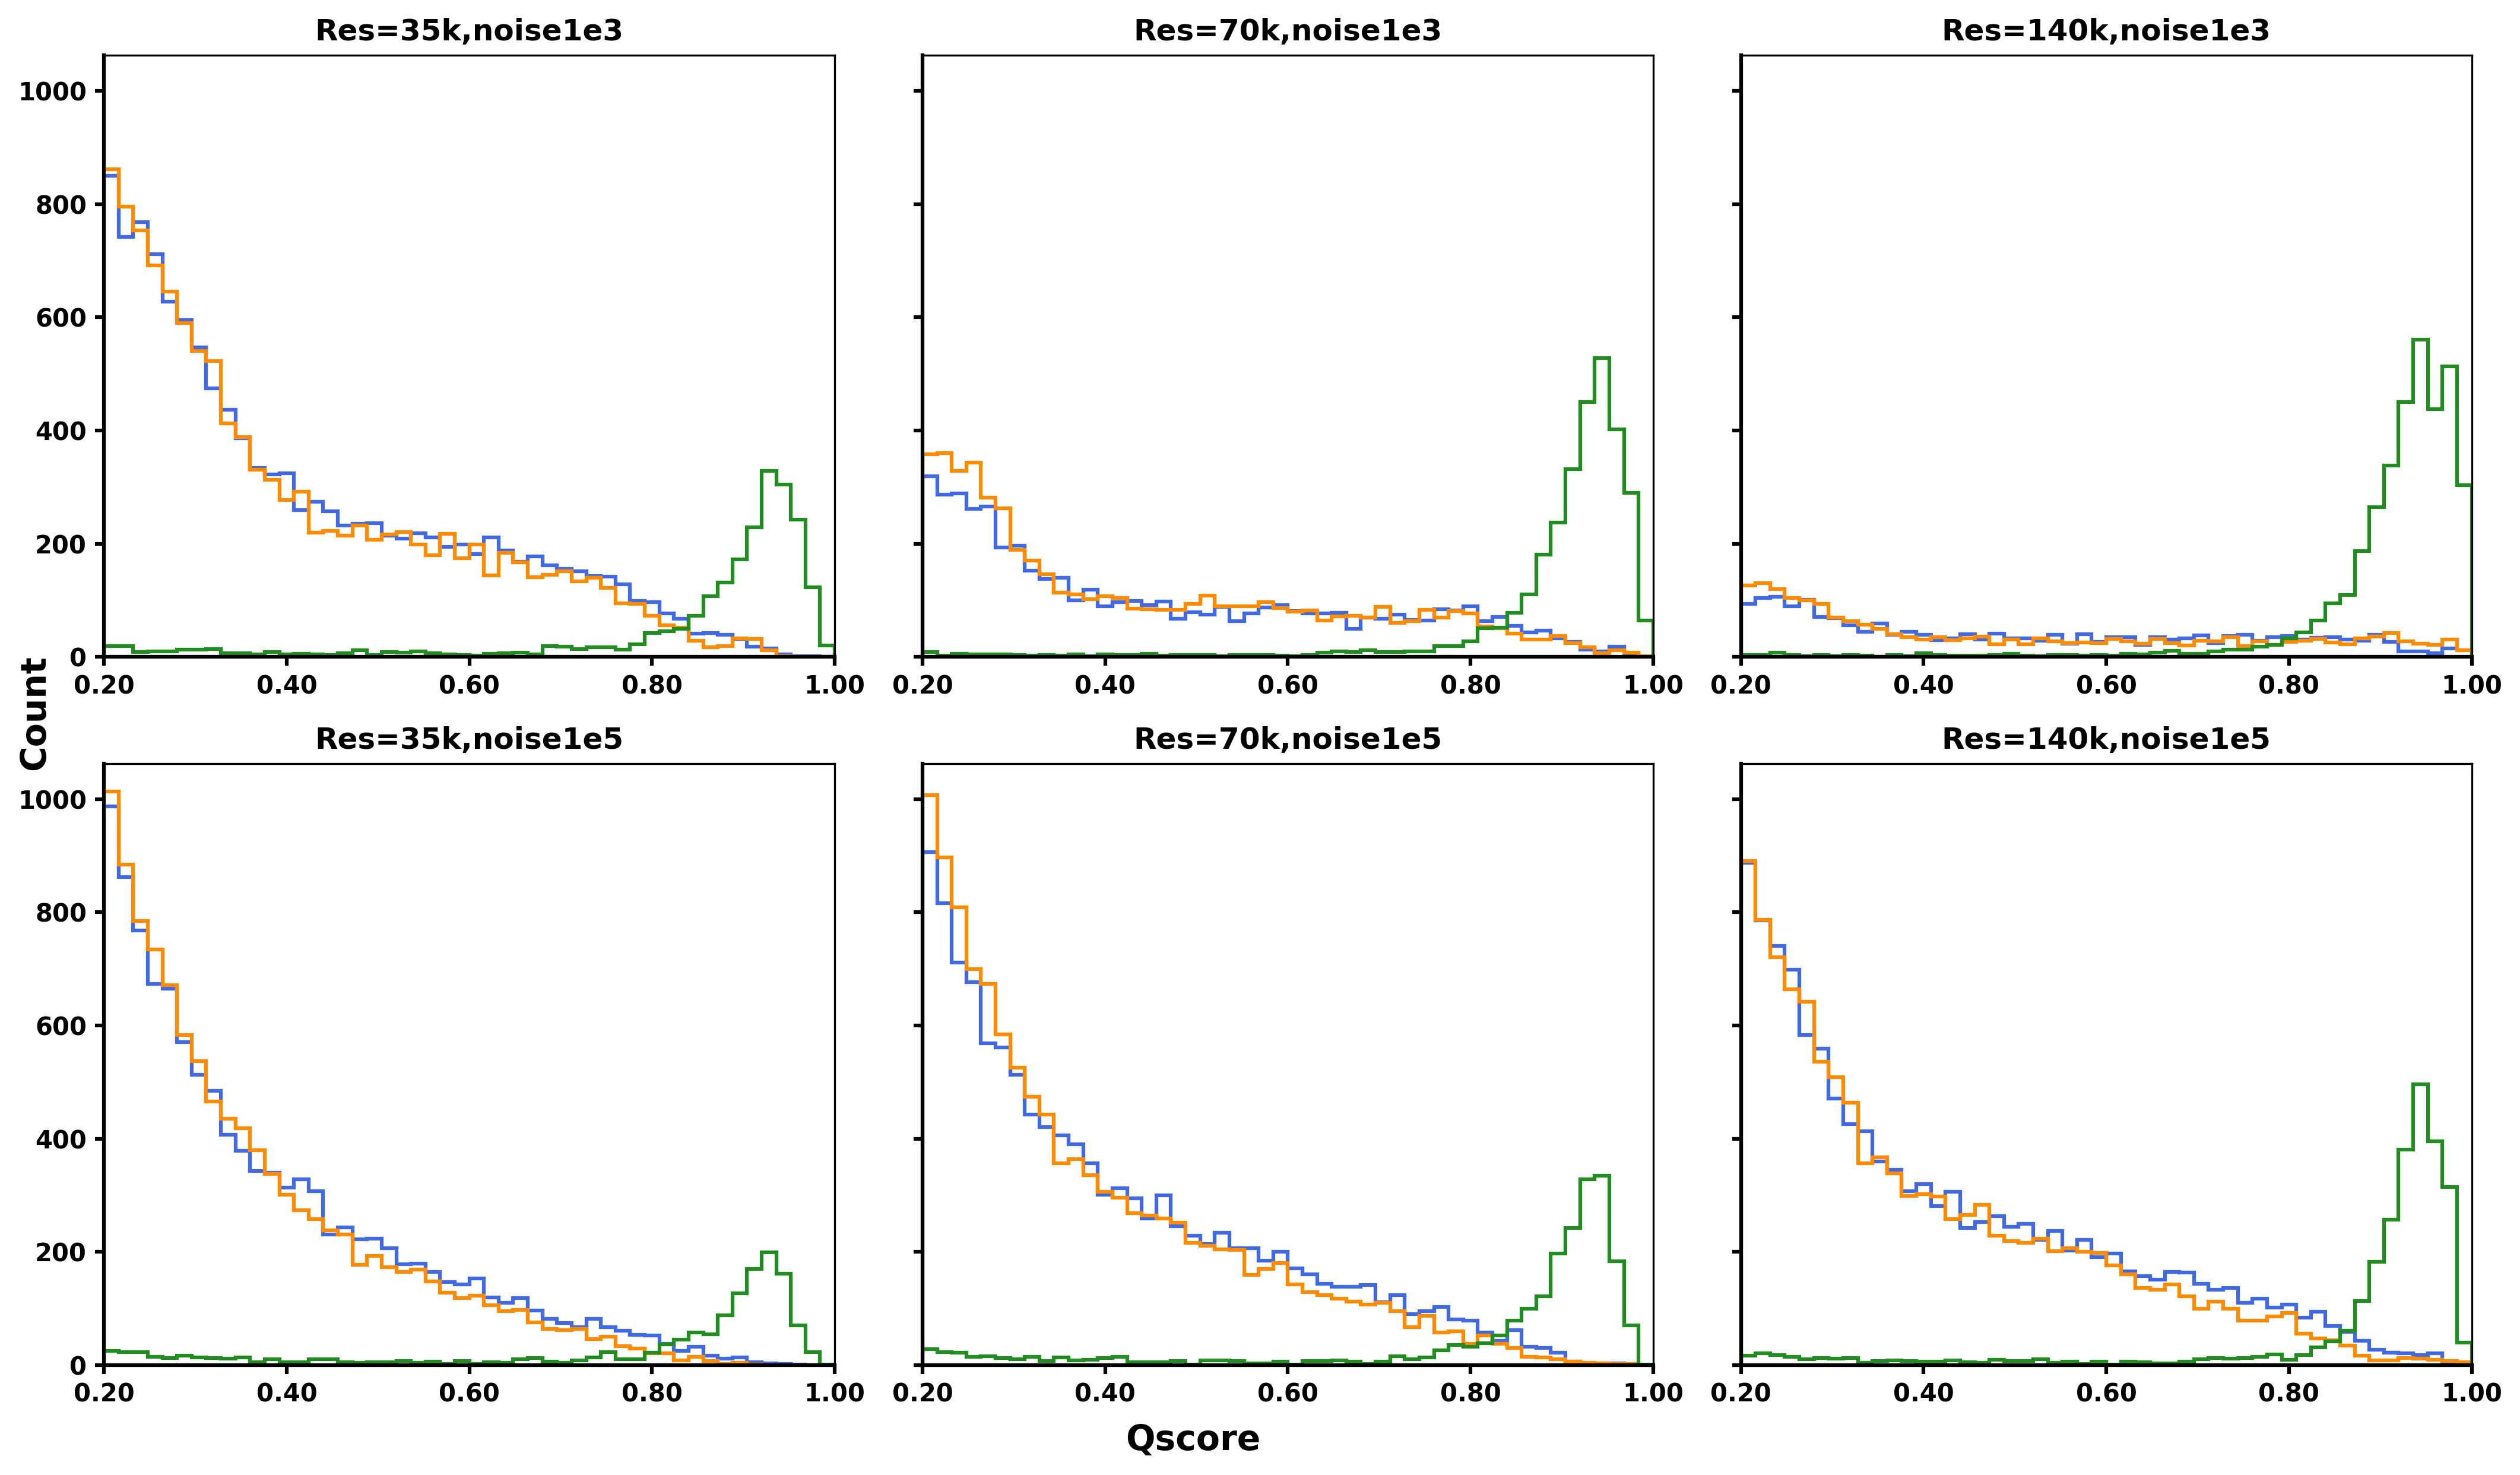 Res=35k,noise1e3
Res=70k,noise1e3
Res=140k,noise1e3
1000
800
600
400
200
0
0.20 0.40 0.60 0.80 1.00
0.20 0.40 0.60 0.80 1.00
0.20 0.40 0.60 0.80 1.00
Count
Res=35k,noise1e5
Res=70k,noise1e5
Res=140k,noise1e5
1000
800
600
400
200
0
0.20 0.40 0.60 0.80 1.00
0.20 0.40 0.60 0.80 1.00
0.20 0.40 0.60 0.80 1.00
Qscore